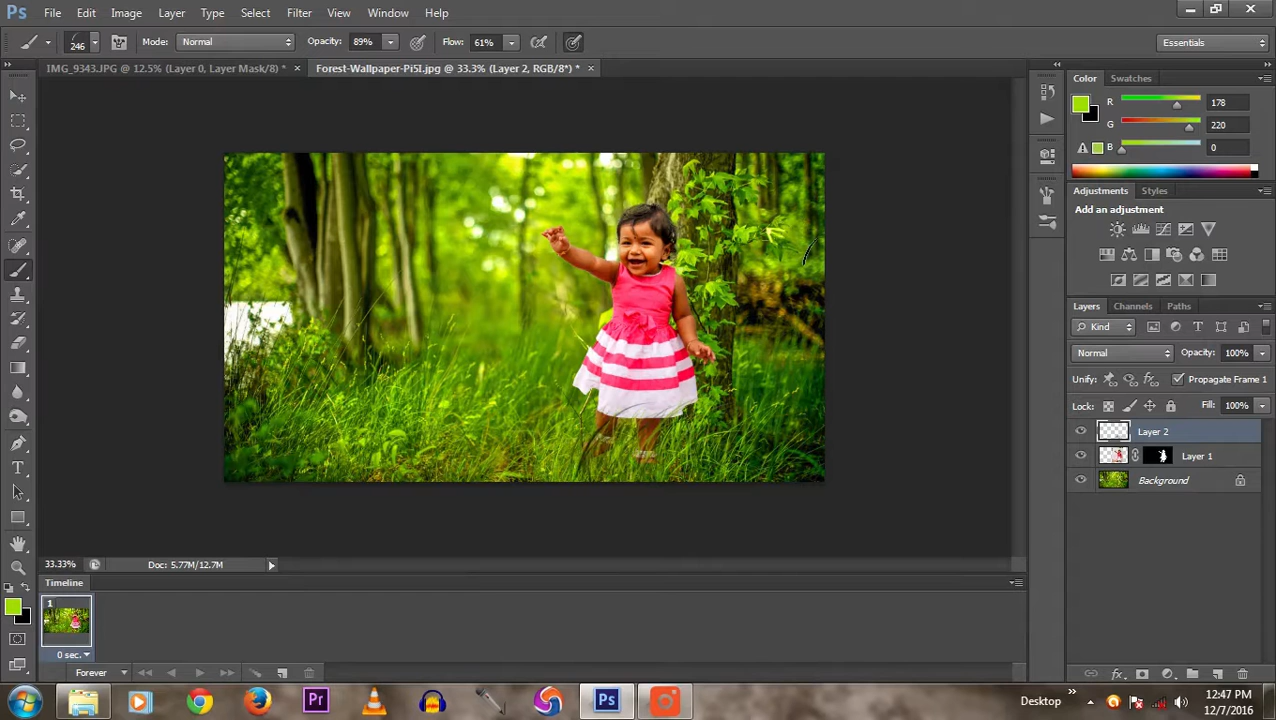 Ps File Edit Image Layer Type Select Filter View Window Help
246 Mode: Normal Opacity: 89% Flow: 61% Essentials
IMG_9343.JPG @ 12.5% (Layer 0, Layer Mask/8) * × Forest-Wallpaper-Pi5I.jpg @ 33.3% (Layer 2, RGB/8*) * ×
Color Swatches
R 178
G 220
B 0
Adjustments Styles
Add an adjustment
Layers Channels Paths
Kind
Normal Opacity: 100%
Unify: Propagate Frame 1
Lock: Fill: 100%
Layer 2
Layer 1
Background
33.33% Doc: 5.77M/12.7M
Timeline
1
0 sec.
Forever
Pr Ps Desktop 12:47 PM
12/7/2016